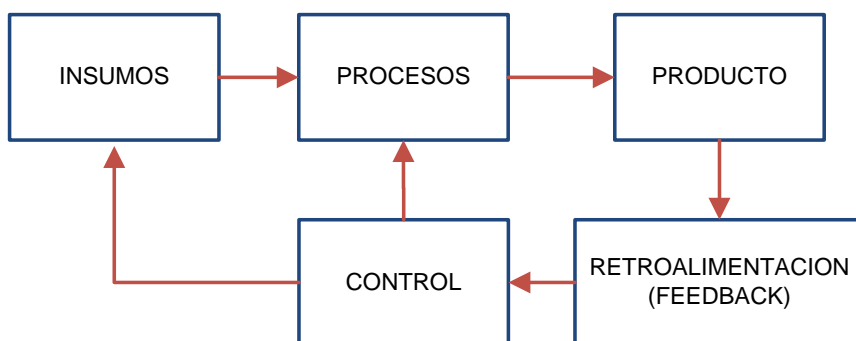 INSUMOS
PROCESOS
PRODUCTO
CONTROL
RETROALIMENTACION
(FEEDBACK)